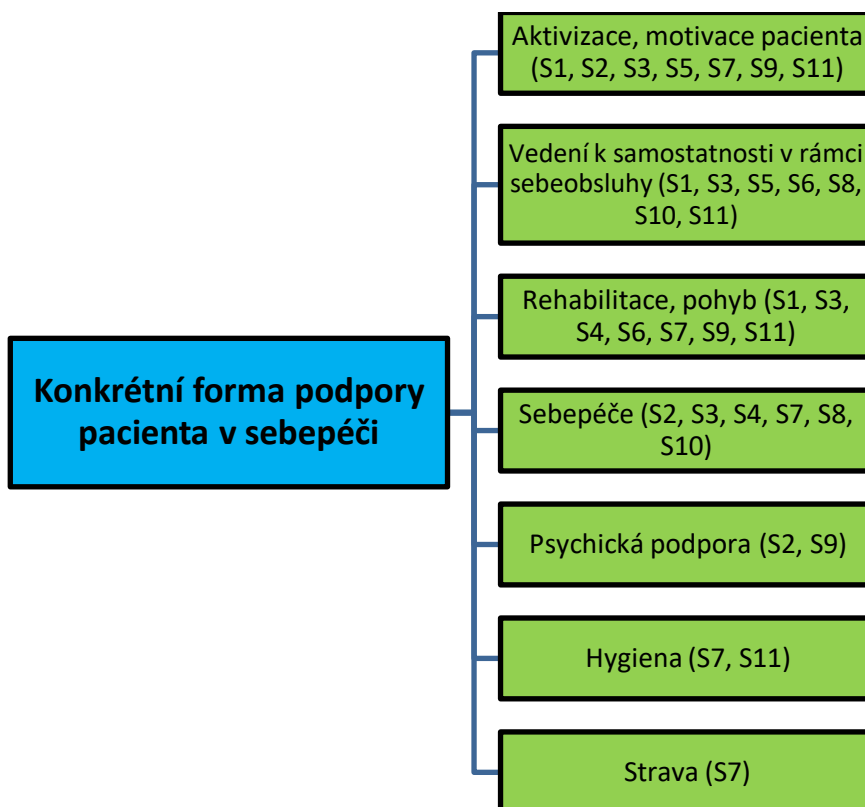 Aktivizace, motivace pacienta
(S1, S2, S3, S5, S7, S9, S11)
Vedení k samostatnosti v rámci
sebeobsluhy (S1, S3, S5, S6, S8,
S10, S11)
Rehabilitace, pohyb (S1, S3,
S4, S6, S7, S9, S11)
Konkrétní forma podpory
pacienta v sebepéči
Sebepéče (S2, S3, S4, S7, S8,
S10)
Psychická podpora (S2, S9)
Hygiena (S7, S11)
Strava (S7)